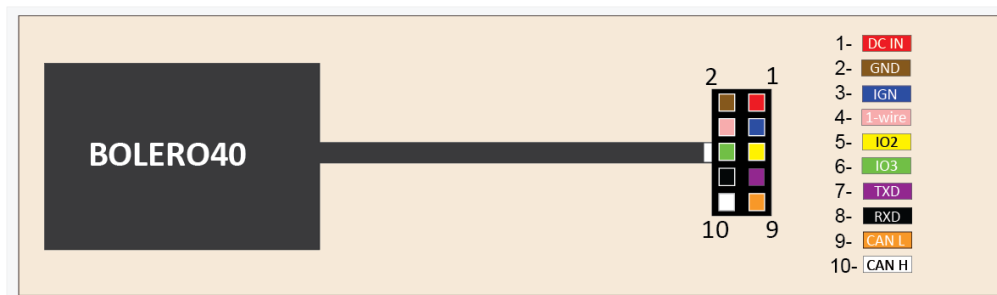 BOLERO40
2 1
10 9
1- DC IN
2- GND
3- IGN
4- 1-wire
5- IO2
6- IO3
7- TXD
8- RXD
9- CAN L
10- CAN H